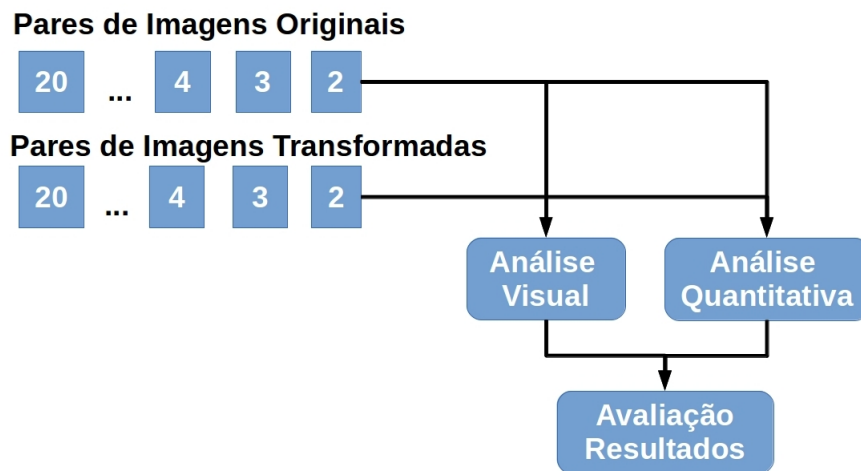 Pares de Imagens Originais
20 ... 4 3 2
Pares de Imagens Transformadas
20 ... 4 3 2
Análise
Visual
Análise
Quantitativa
Avaliação
Resultados